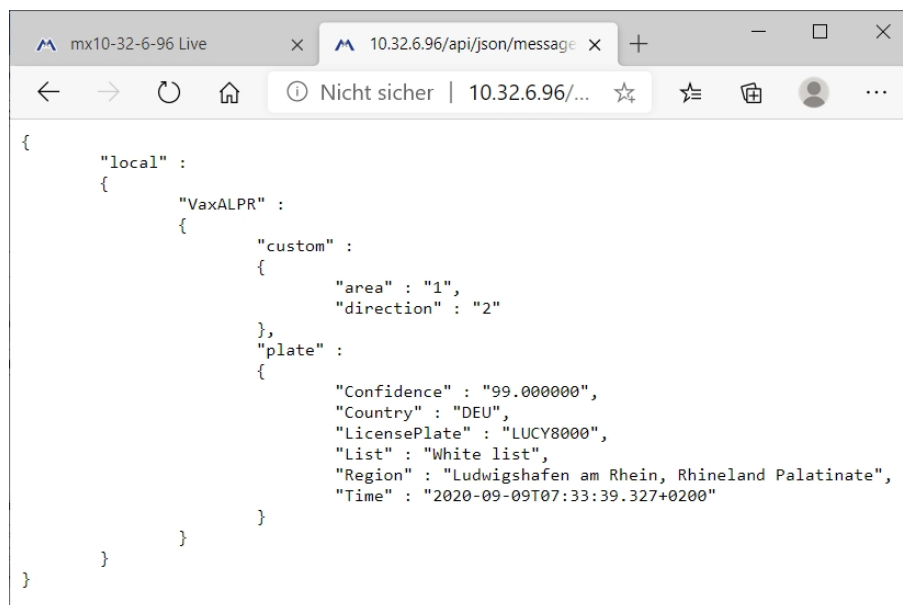 mx10-32-6-96 Live
10.32.6.96/api/json/message
Nicht sicher | 10.32.6.96/...
{
"local" :
{
"VaxALPR" :
{
"custom" :
{
"area" : "1",
"direction" : "2"
},
"plate" :
{
"Confidence" : "99.000000",
"Country" : "DEU",
"LicensePlate" : "LUCY8000",
"List" : "White list",
"Region" : "Ludwigshafen am Rhein, Rhineland Palatinate",
"Time" : "2020-09-09T07:33:39.327+0200"
}
}
}
}